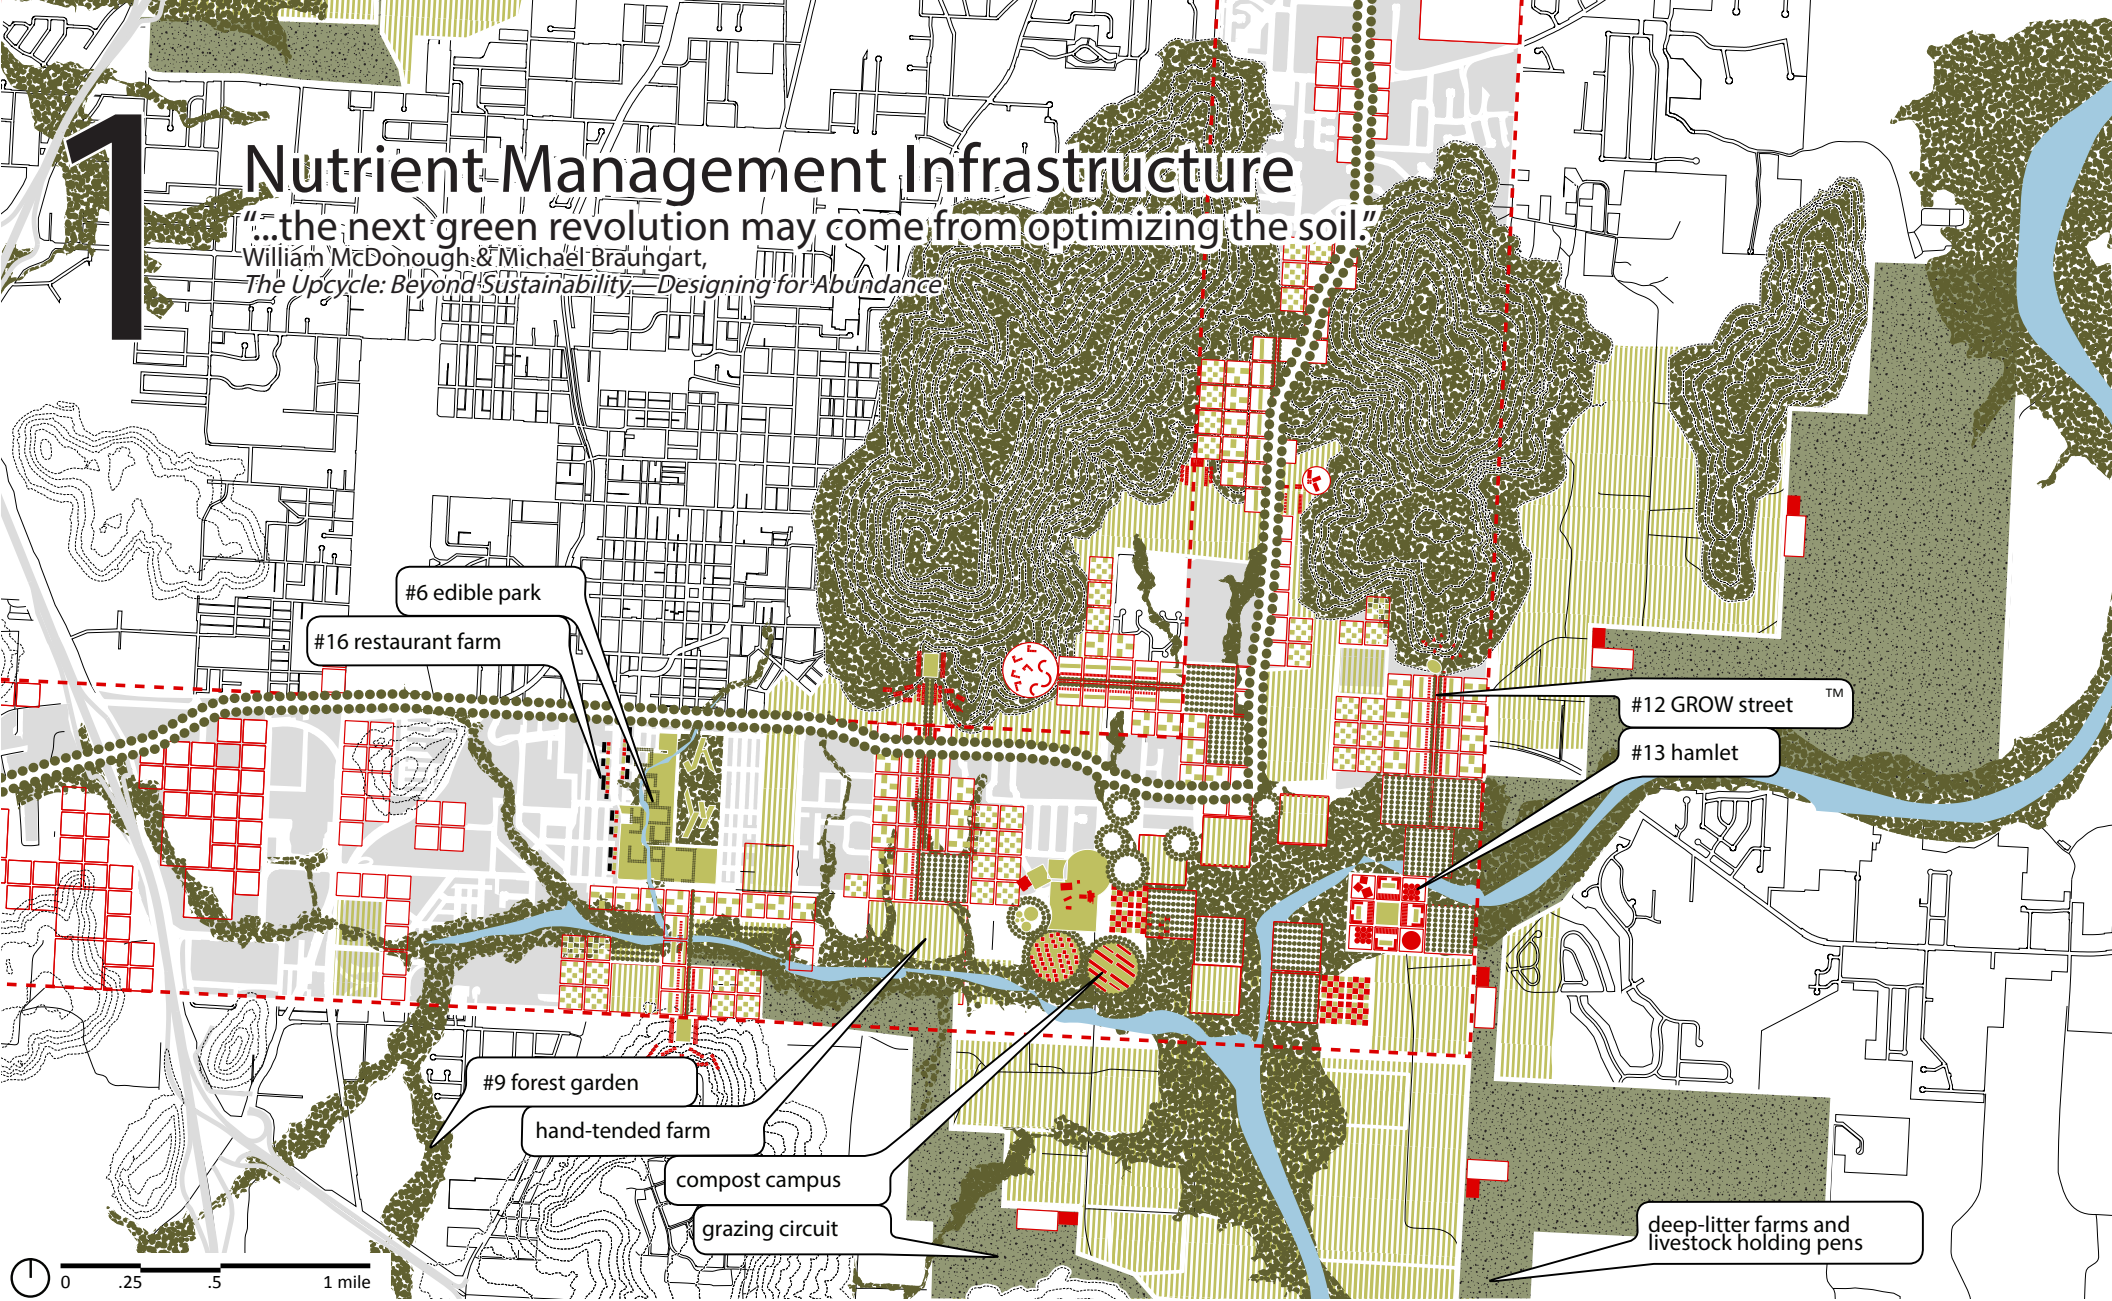 1
Nutrient Management Infrastructure
“...the next green revolution may come from optimizing the soil.”
William McDonough & Michael Braungart,
The Upcycle: Beyond Sustainability—Designing for Abundance
#6 edible park
#16 restaurant farm
#12 GROW street ™
#13 hamlet
#9 forest garden
hand-tended farm
compost campus
grazing circuit
deep-litter farms and
livestock holding pens
0 .25 .5 1 mile